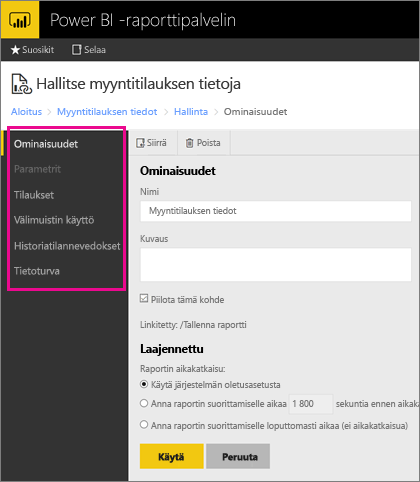 Power BI -raporttipalvelin
Suosikit Selaa
Hallitse myyntitilauksen tietoja
Aloitus > Myyntitilauksen tiedot > Hallinta > Ominaisuudet
Ominaisuudet
Parametrit
Tilaukset
Välimuistin käyttö
Historiatilannevedokset
Tietoturva
Siirrä Poista
Ominaisuudet
Nimi
Myyntitilauksen tiedot
Kuvaus
Piilota tämä kohde
Linkitetty: /Tallenna raportti
Laajennettu
Raportin aikakatkaisu:
Käytä järjestelmän oletusasetusta
Anna raportin suorittamiselle aikaa 1 800 sekuntia ennen aikaka
Anna raportin suorittamiselle loputtomasti aikaa (ei aikakatkaisua)
Käytä Peruuta